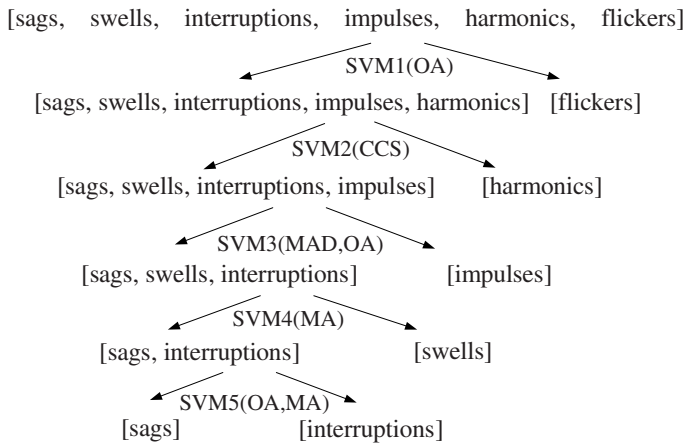 [sags, swells, interruptions, impulses, harmonics, flickers]
SVM1(OA)
[sags, swells, interruptions, impulses, harmonics] [flickers]
SVM2(CCS)
[sags, swells, interruptions, impulses] [harmonics]
SVM3(MAD,OA)
[sags, swells, interruptions] [impulses]
SVM4(MA)
[sags, interruptions] [swells]
SVM5(OA,MA)
[sags] [interruptions]